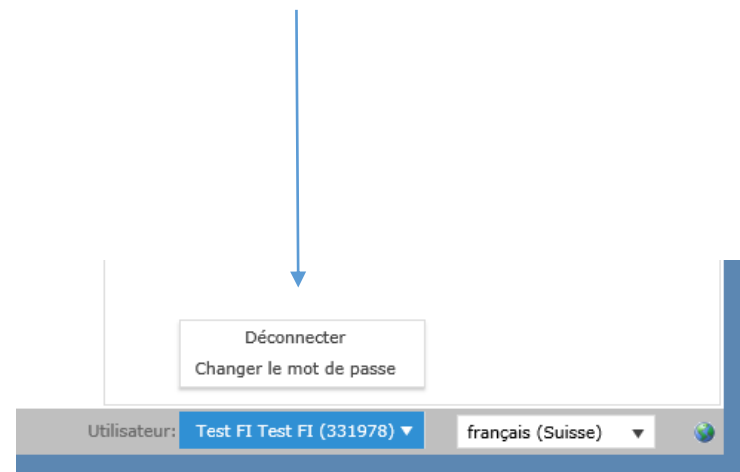 Déconnecter
Changer le mot de passe
Utilisateur: Test FI Test FI (331978) français (Suisse)